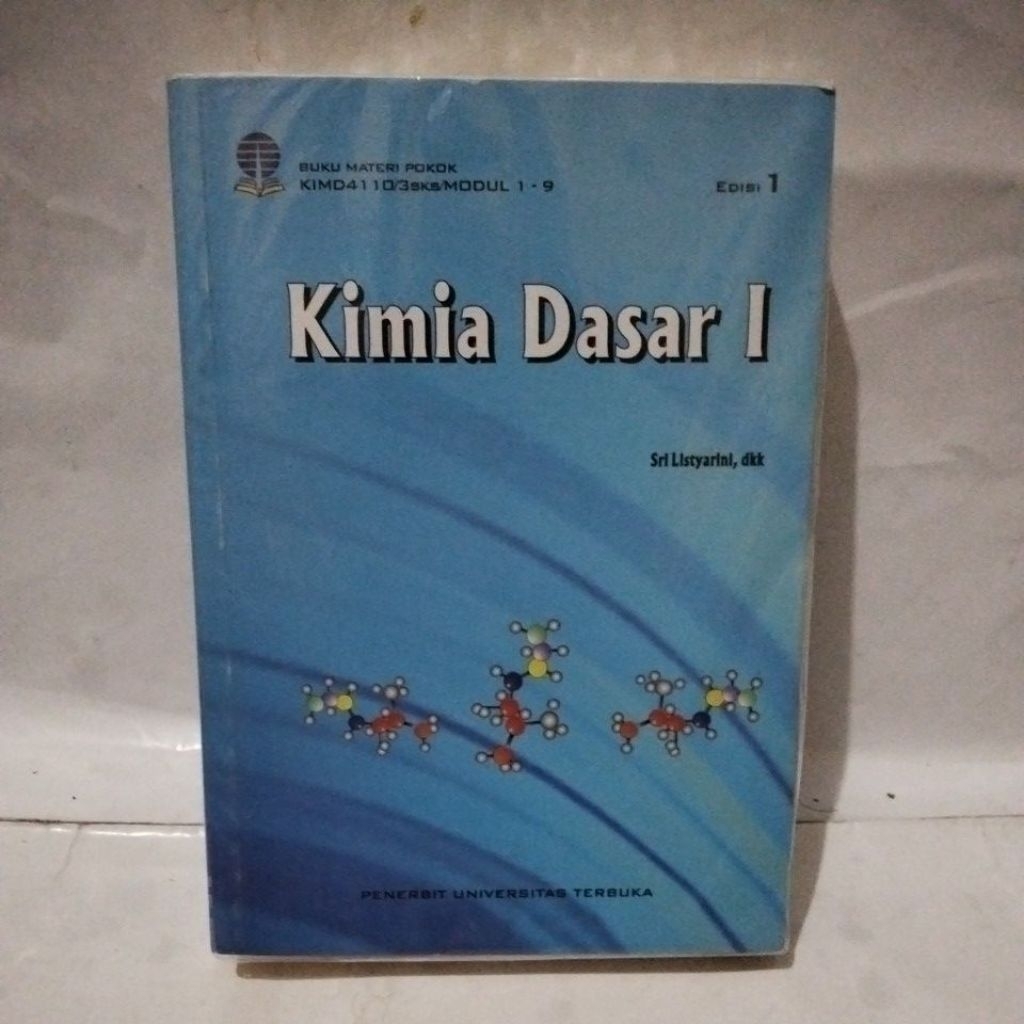 BUKU MATERI POKOK
KIMD4110/3SKS/MODUL 1 - 9
EDISI 1
Kimia Dasar I
Sri Listyarini, dkk
PENERBIT UNIVERSITAS TERBUKA